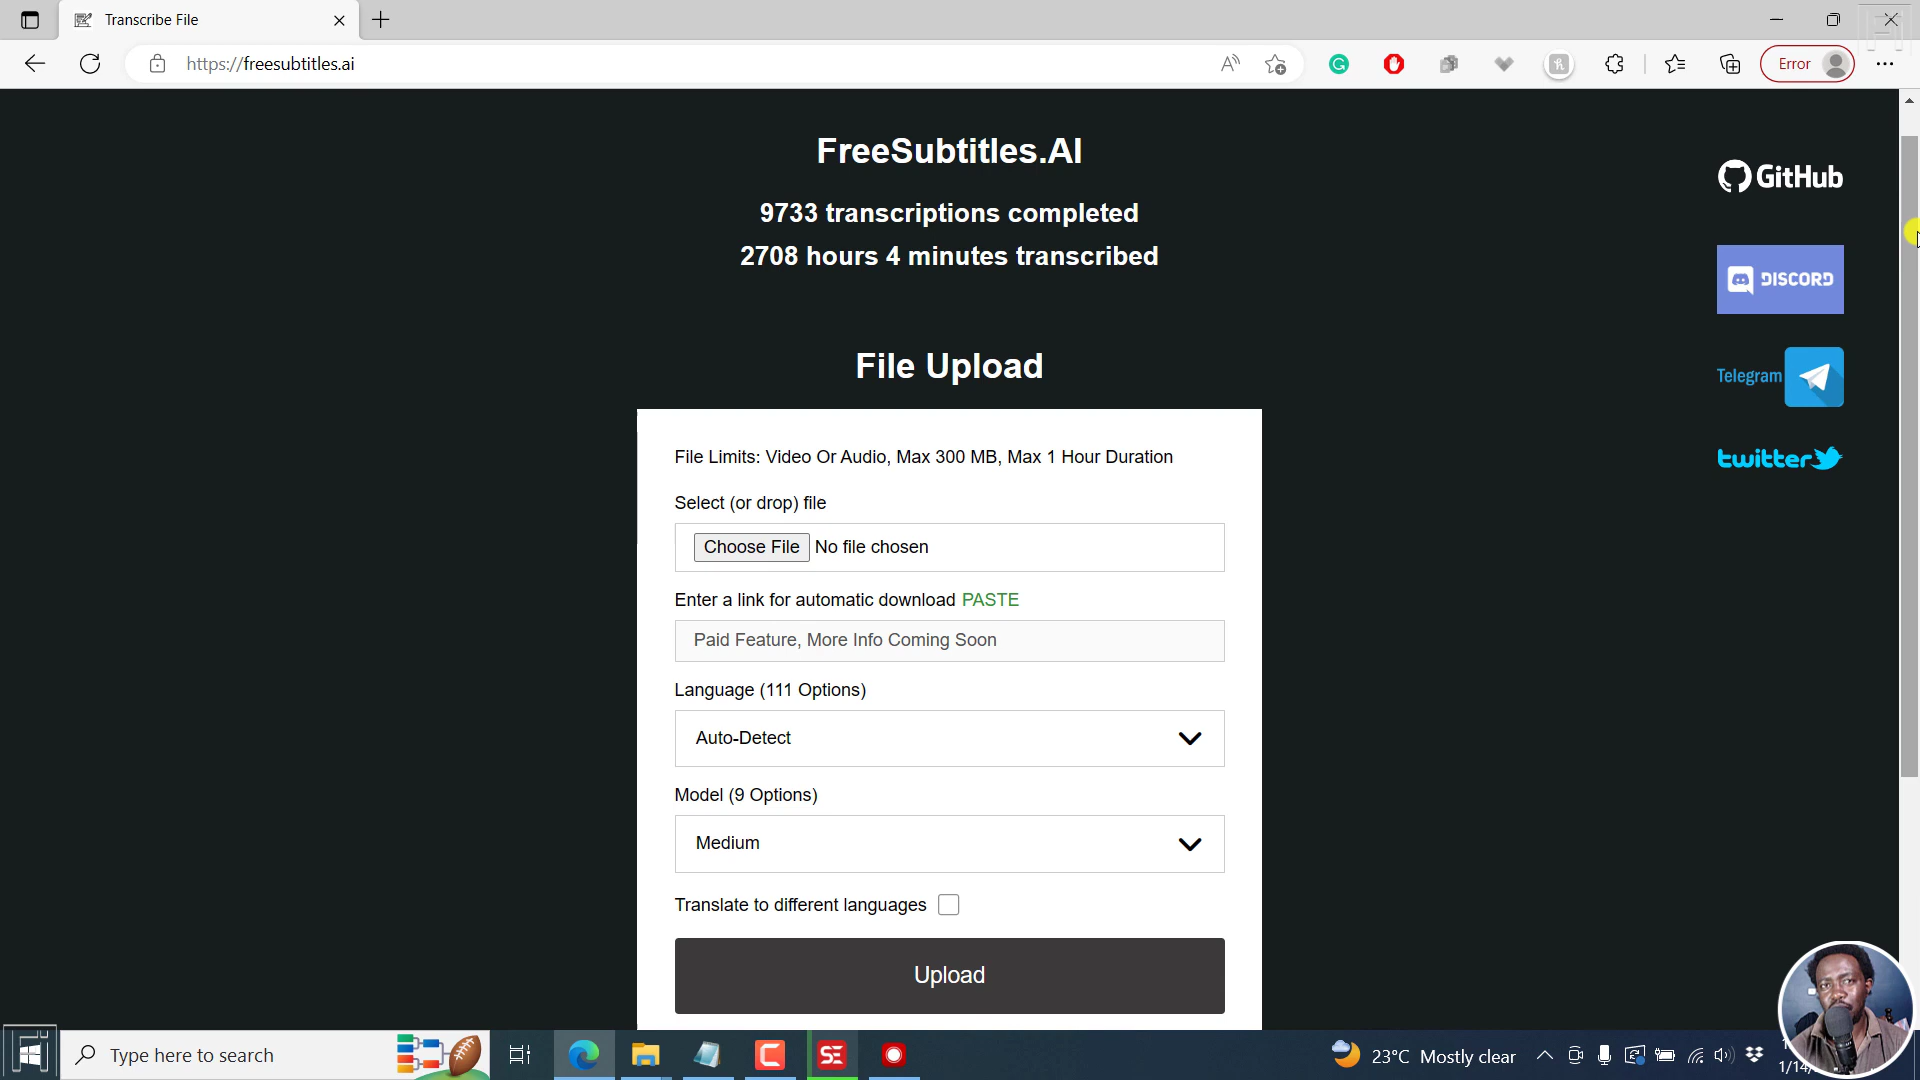 Transcribe File
https://freesubtitles.ai
Error
FreeSubtitles.AI
9733 transcriptions completed
2708 hours 4 minutes transcribed
GitHub
DISCORD
Telegram
twitter
File Upload
File Limits: Video Or Audio, Max 300 MB, Max 1 Hour Duration
Select (or drop) file
Choose File No file chosen
Enter a link for automatic download PASTE
Paid Feature, More Info Coming Soon
Language (111 Options)
Auto-Detect
Model (9 Options)
Medium
Translate to different languages
Upload
Type here to search
SE
23°C Mostly clear